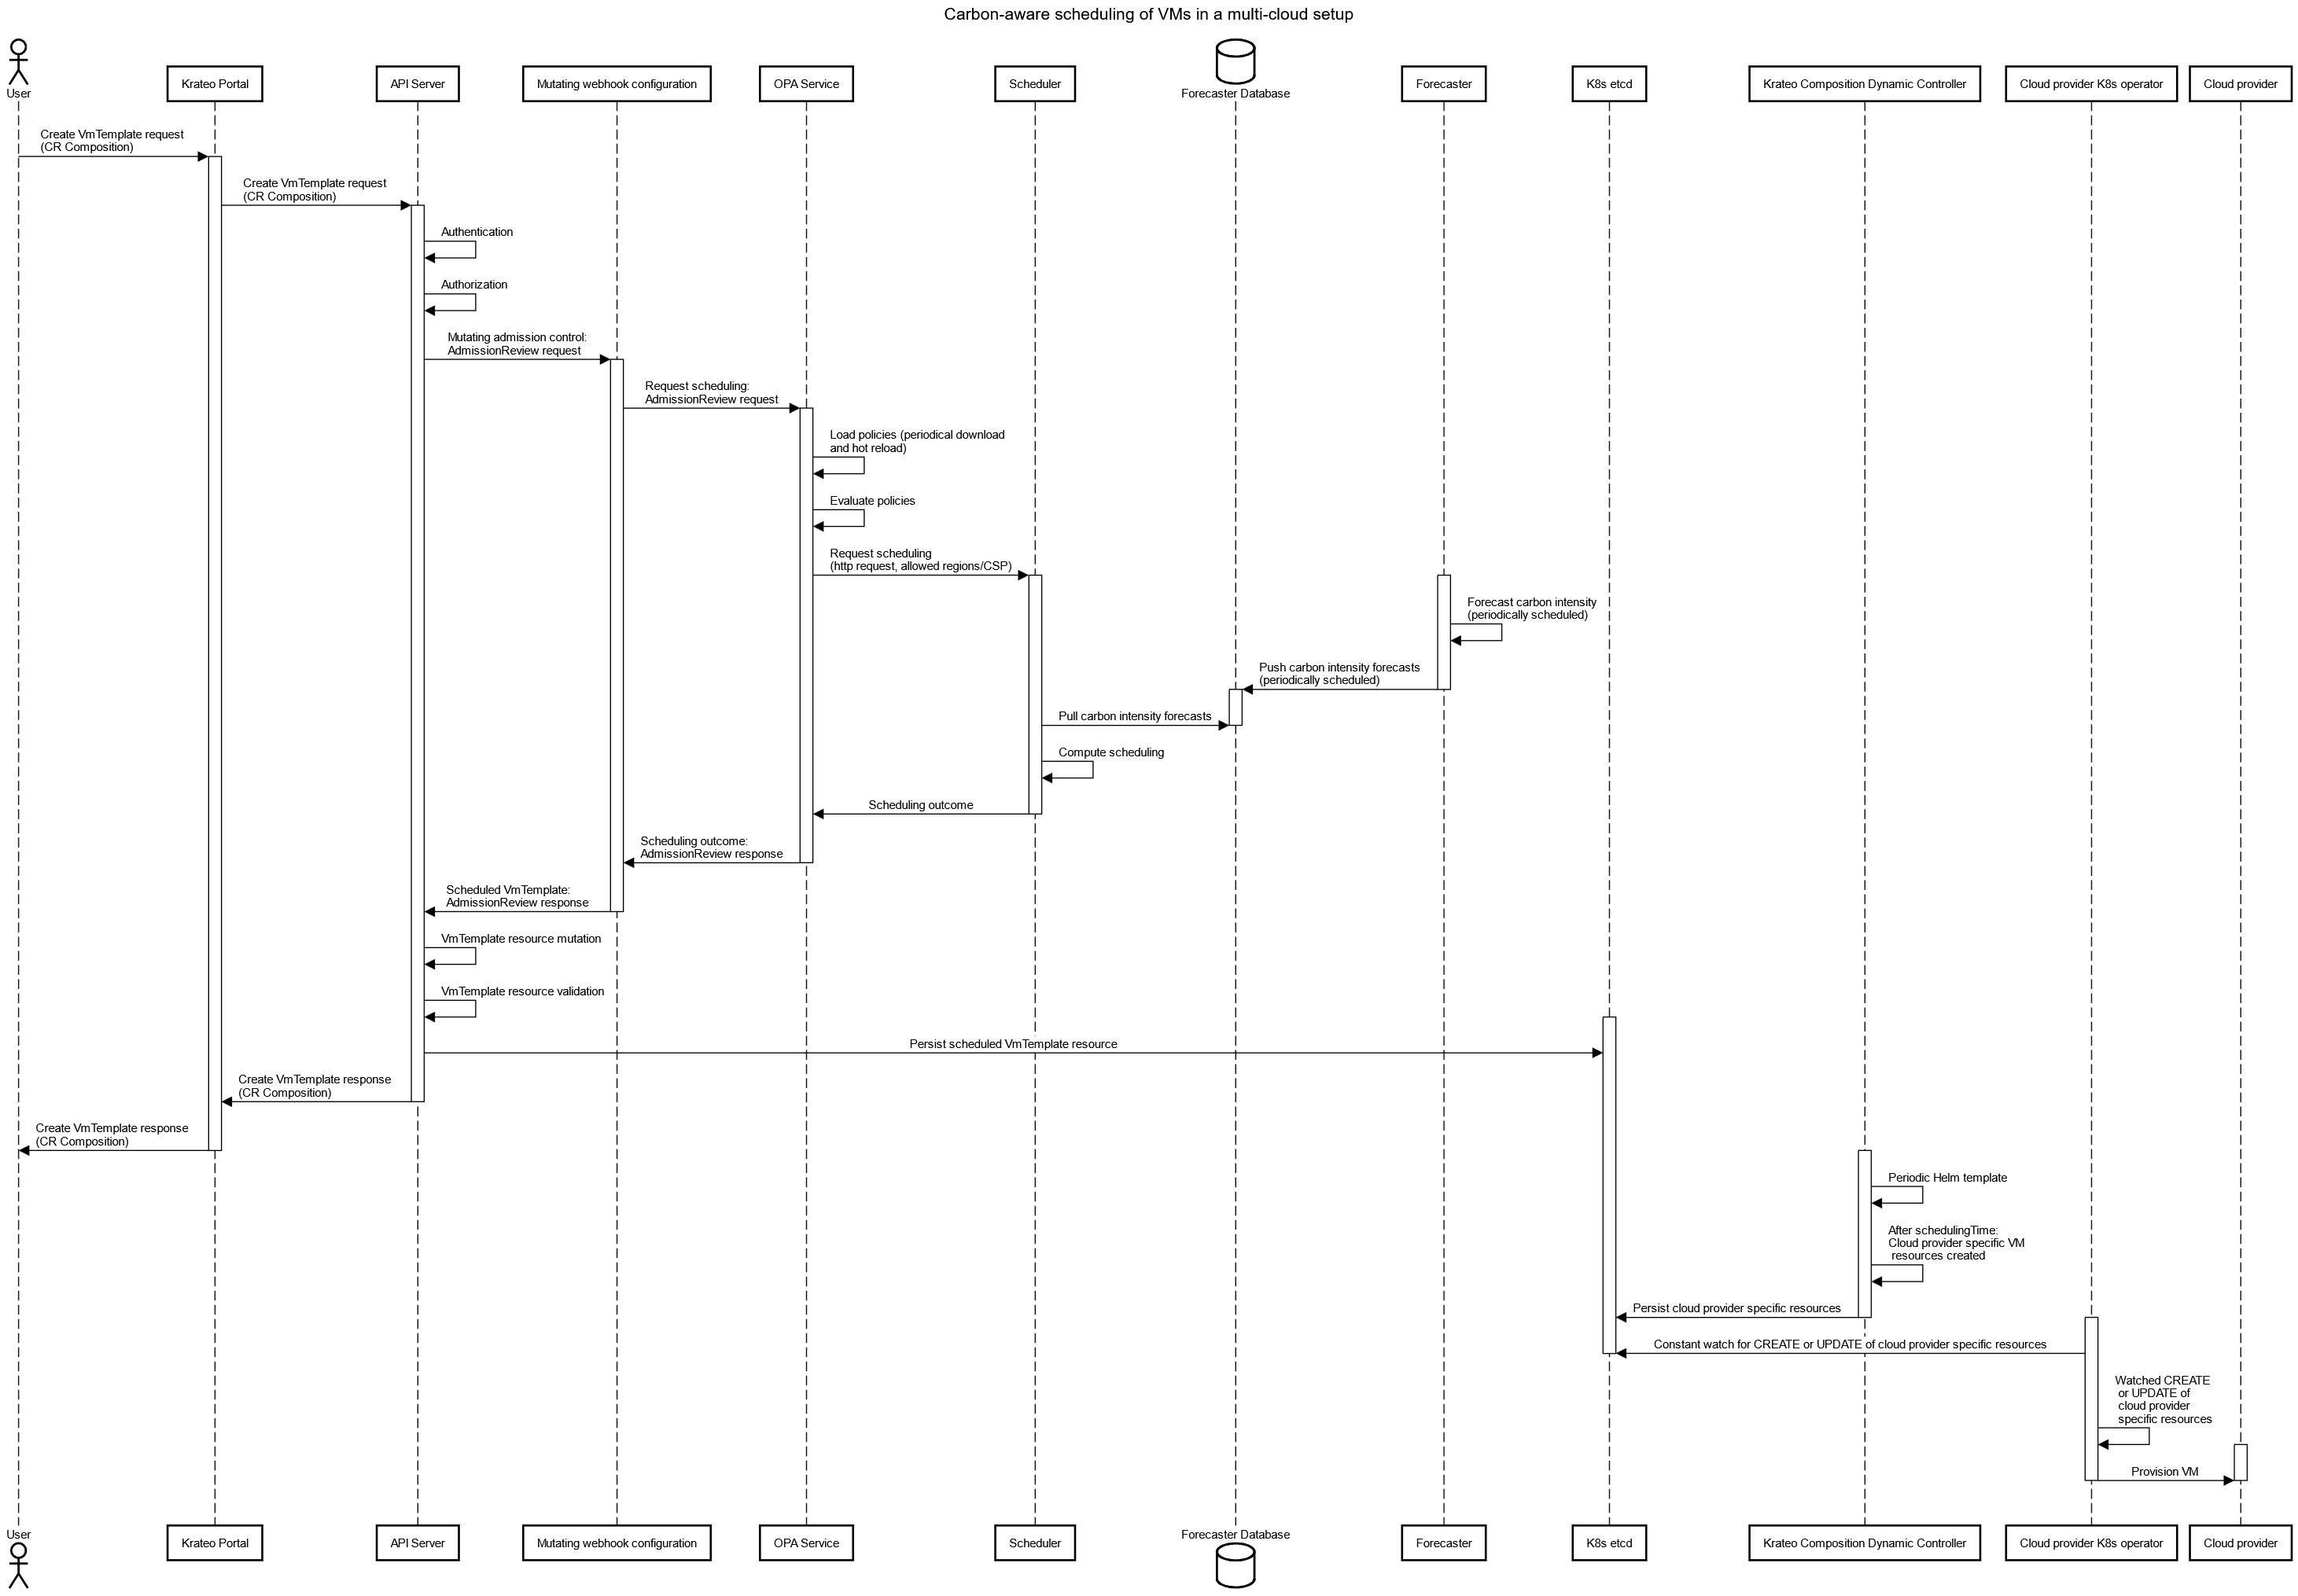 Carbon-aware scheduling of VMs in a multi-cloud setup
User
Krateo Portal
API Server
Mutating webhook configuration
OPA Service
Scheduler
Forecaster Database
Forecaster
K8s etcd
Krateo Composition Dynamic Controller
Cloud provider K8s operator
Cloud provider
Create VmTemplate request
(CR Composition)
Create VmTemplate request
(CR Composition)
Authentication
Authorization
Mutating admission control:
AdmissionReview request
Request scheduling:
AdmissionReview request
Load policies (periodical download
and hot reload)
Evaluate policies
Request scheduling
(http request, allowed regions/CSP)
Forecast carbon intensity
(periodically scheduled)
Push carbon intensity forecasts
(periodically scheduled)
Pull carbon intensity forecasts
Compute scheduling
Scheduling outcome
Scheduling outcome:
AdmissionReview response
Scheduled VmTemplate:
AdmissionReview response
VmTemplate resource mutation
VmTemplate resource validation
Persist scheduled VmTemplate resource
Create VmTemplate response
(CR Composition)
Create VmTemplate response
(CR Composition)
Periodic Helm template
After schedulingTime:
Cloud provider specific VM
resources created
Persist cloud provider specific resources
Constant watch for CREATE or UPDATE of cloud provider specific resources
Watched CREATE
or UPDATE of
cloud provider
specific resources
Provision VM
User
Krateo Portal
API Server
Mutating webhook configuration
OPA Service
Scheduler
Forecaster Database
Forecaster
K8s etcd
Krateo Composition Dynamic Controller
Cloud provider K8s operator
Cloud provider